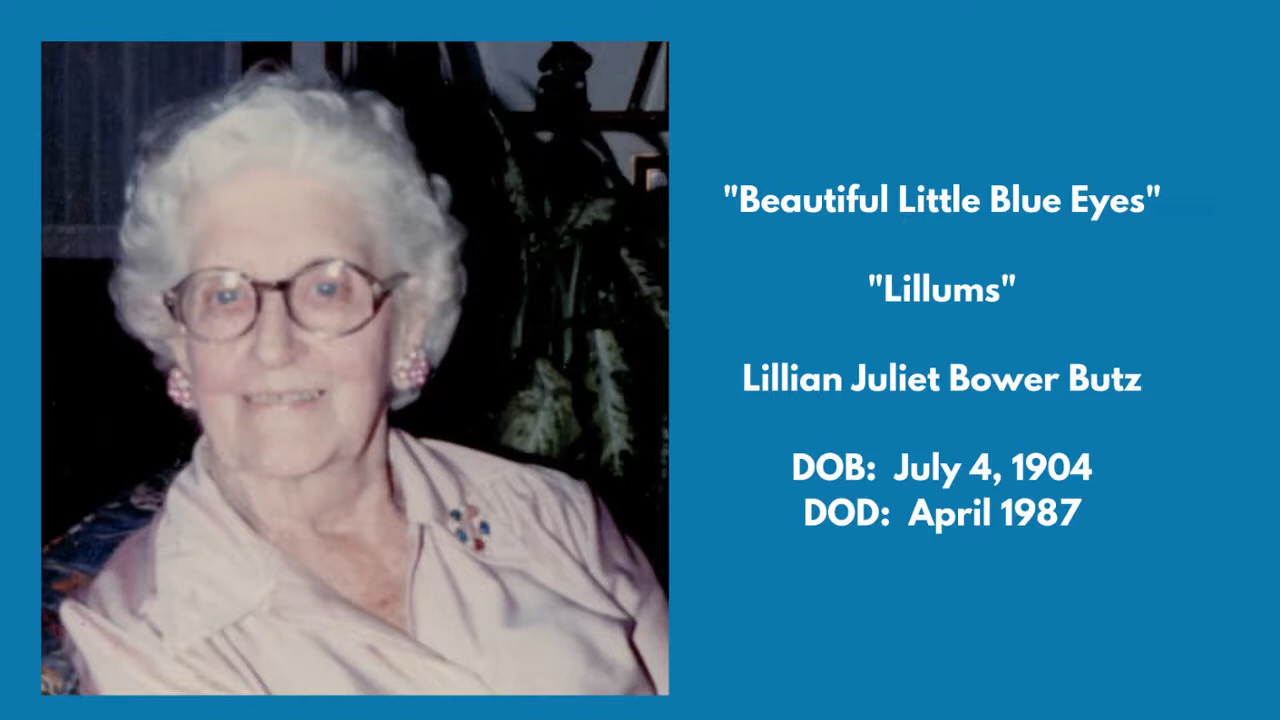 "Beautiful Little Blue Eyes"
"Lillums"
Lillian Juliet Bower Butz
DOB:  July 4, 1904
DOD:  April 1987